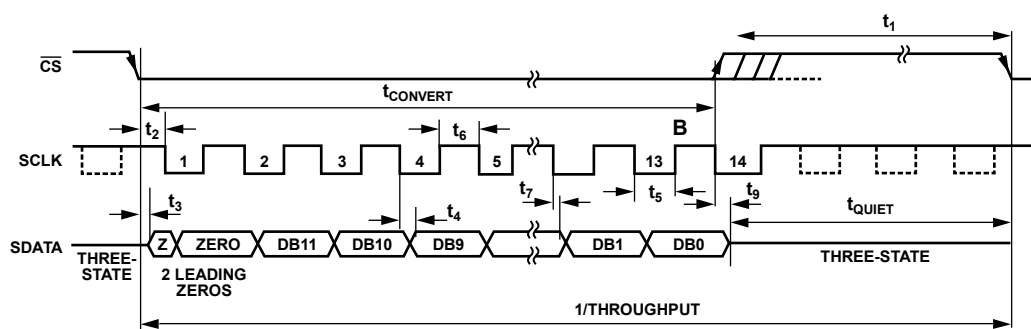 t1
CS
tCONVERT
t2
t6
B
SCLK
1
2
3
4
5
13
14
t3
t4
t7
t5
t9
tQUIET
SDATA
Z
ZERO
DB11
DB10
DB9
DB1
DB0
THREE-
STATE
2 LEADING
ZEROS
THREE-STATE
1/THROUGHPUT